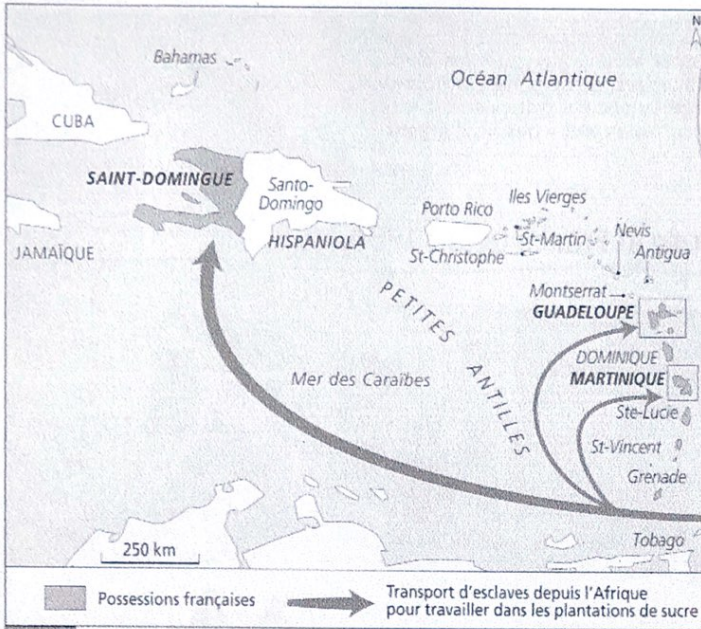 N
Bahamas
Océan Atlantique
CUBA
SAINT-DOMINGUE
Santo-
Domingo
Iles Vierges
Porto Rico
HISPANIOLA
St-Martin
Nevis
JAMAÏQUE
St-Christophe
Antigua
Montserrat
GUADELOUPE
PETITES ANTILLES
DOMINIQUE
Mer des Caraïbes
MARTINIQUE
Ste-Lucie
St-Vincent
Grenade
Tobago
250 km
Possessions françaises
Transport d'esclaves depuis l'Afrique
pour travailler dans les plantations de sucre